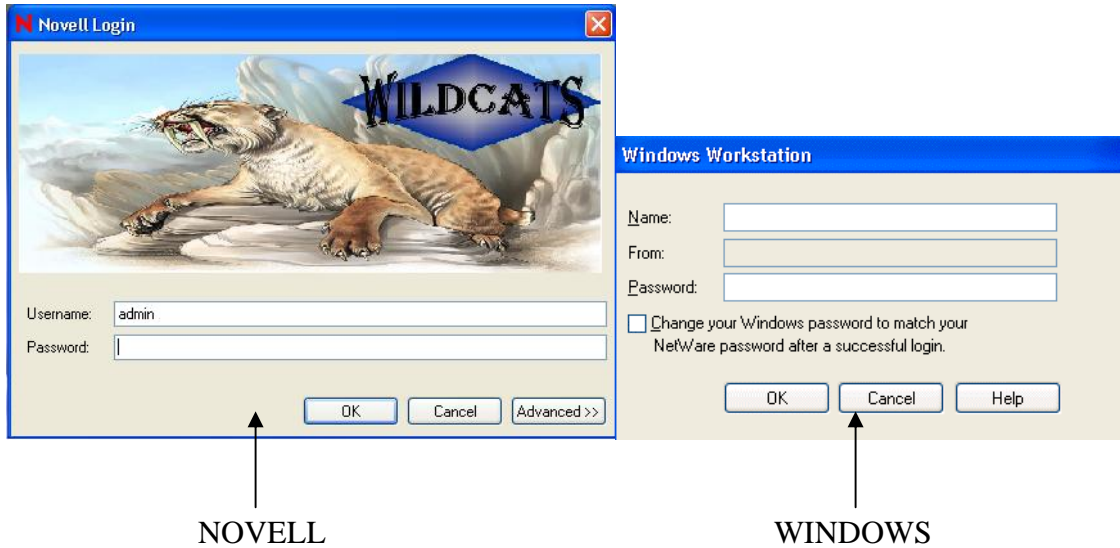 Novell Login
WILDCATS
Username: admin
Password:
OK Cancel Advanced >>
Windows Workstation
Name:
From:
Password:
Change your Windows password to match your
NetWare password after a successful login.
OK Cancel Help
NOVELL
WINDOWS